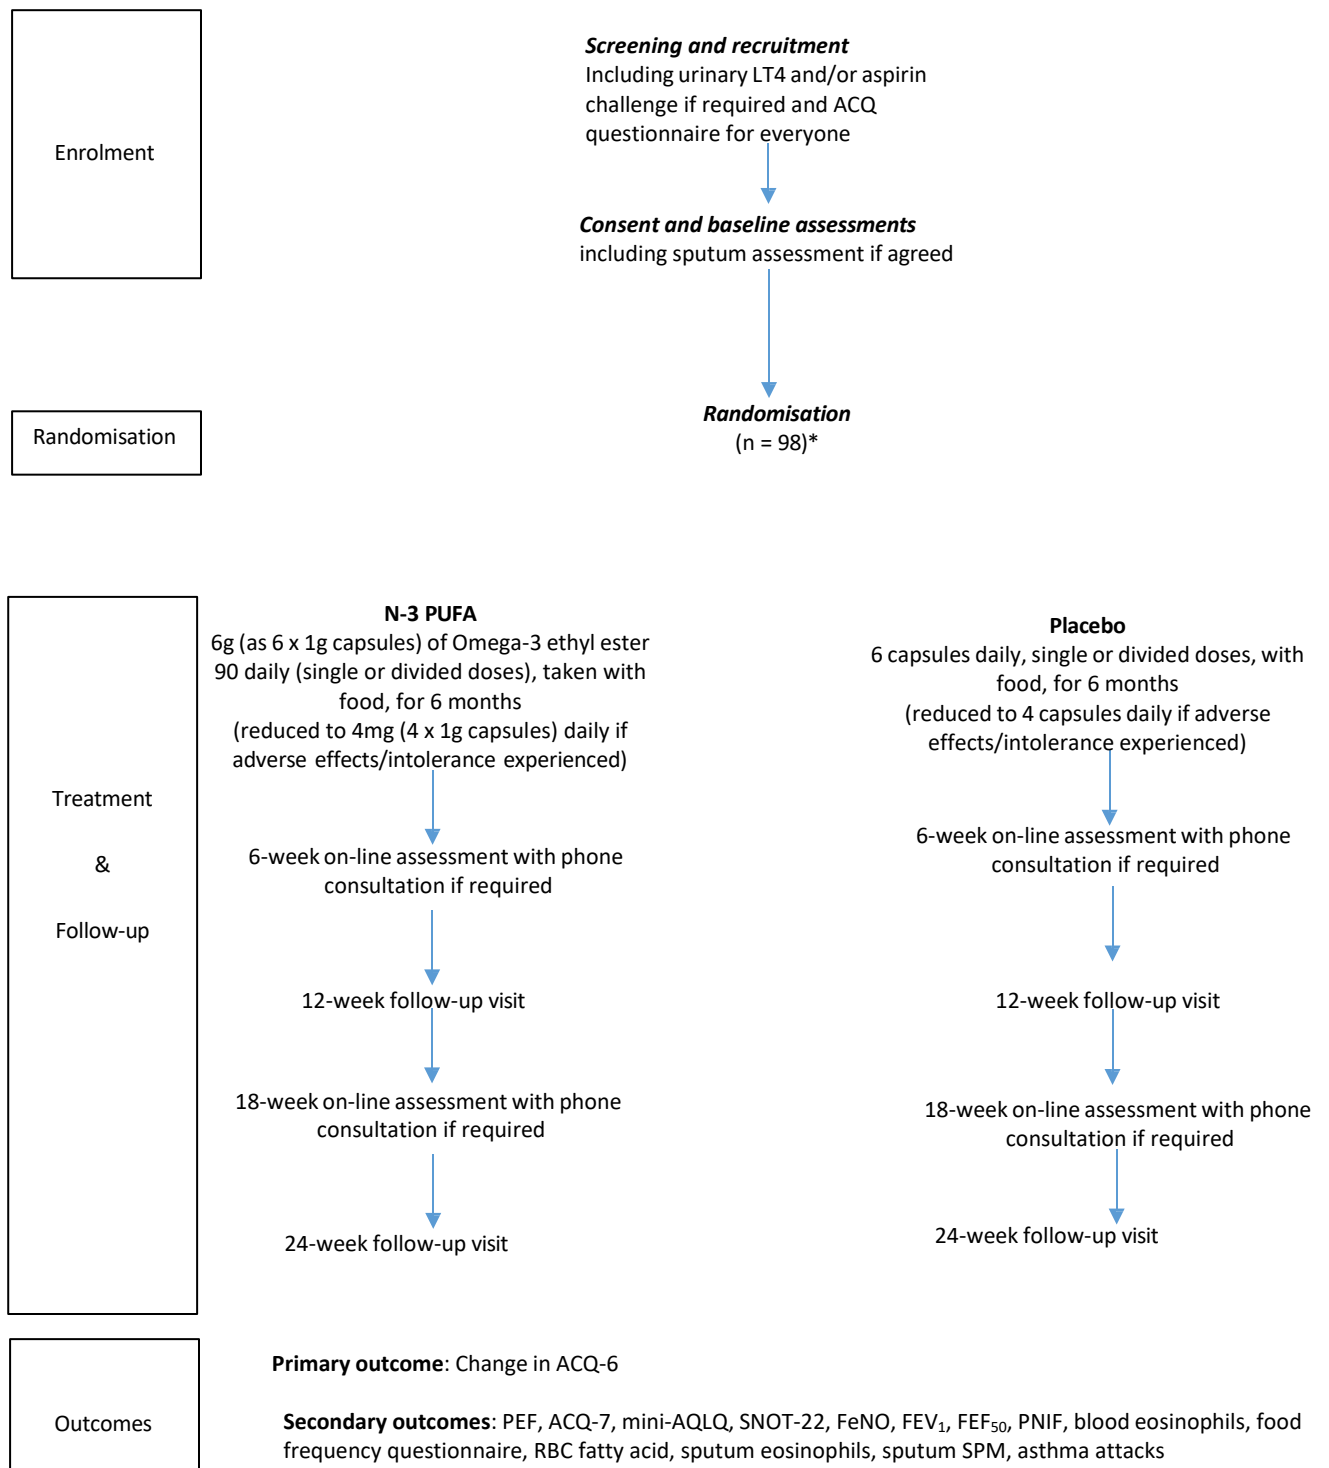 Enrolment
Screening and recruitment
Including urinary LT4 and/or aspirin
challenge if required and ACQ
questionnaire for everyone
Consent and baseline assessments
including sputum assessment if agreed
Randomisation
Randomisation
(n = 98)*
Treatment
&
Follow-up
N-3 PUFA
6g (as 6 x 1g capsules) of Omega-3 ethyl ester
90 daily (single or divided doses), taken with
food, for 6 months
(reduced to 4mg (4 x 1g capsules) daily if
adverse effects/intolerance experienced)
6-week on-line assessment with phone
consultation if required
12-week follow-up visit
18-week on-line assessment with phone
consultation if required
24-week follow-up visit
Placebo
6 capsules daily, single or divided doses, with
food, for 6 months
(reduced to 4 capsules daily if adverse
effects/intolerance experienced)
6-week on-line assessment with phone
consultation if required
12-week follow-up visit
18-week on-line assessment with phone
consultation if required
24-week follow-up visit
Outcomes
Primary outcome: Change in ACQ-6
Secondary outcomes: PEF, ACQ-7, mini-AQLQ, SNOT-22, FeNO, FEV₁, FEF₅₀, PNIF, blood eosinophils, food
frequency questionnaire, RBC fatty acid, sputum eosinophils, sputum SPM, asthma attacks